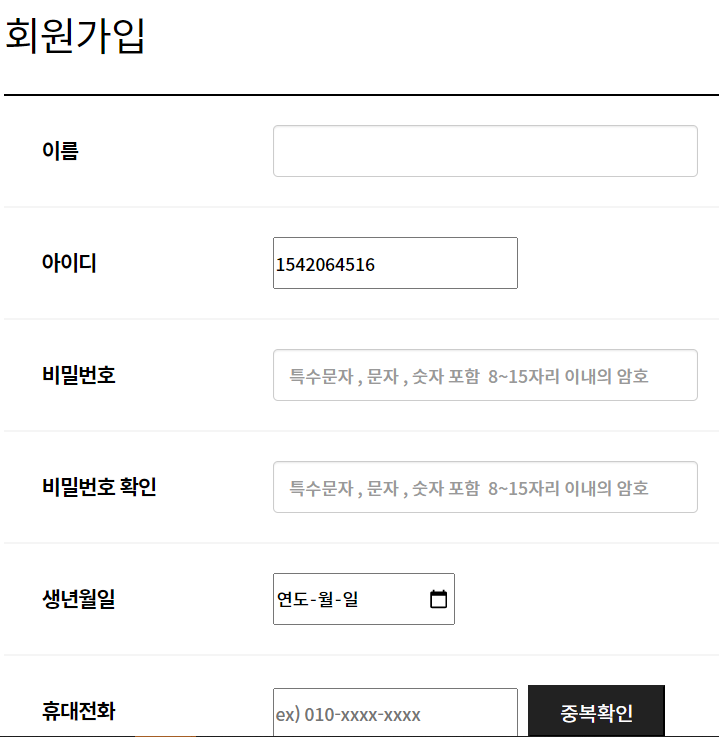 회원가입
이름
아이디 1542064516
비밀번호 특수문자 , 문자 , 숫자 포함 8~15자리 이내의 암호
비밀번호 확인 특수문자 , 문자 , 숫자 포함 8~15자리 이내의 암호
생년월일 연도-월-일
휴대전화 ex) 010-xxxx-xxxx 중복확인